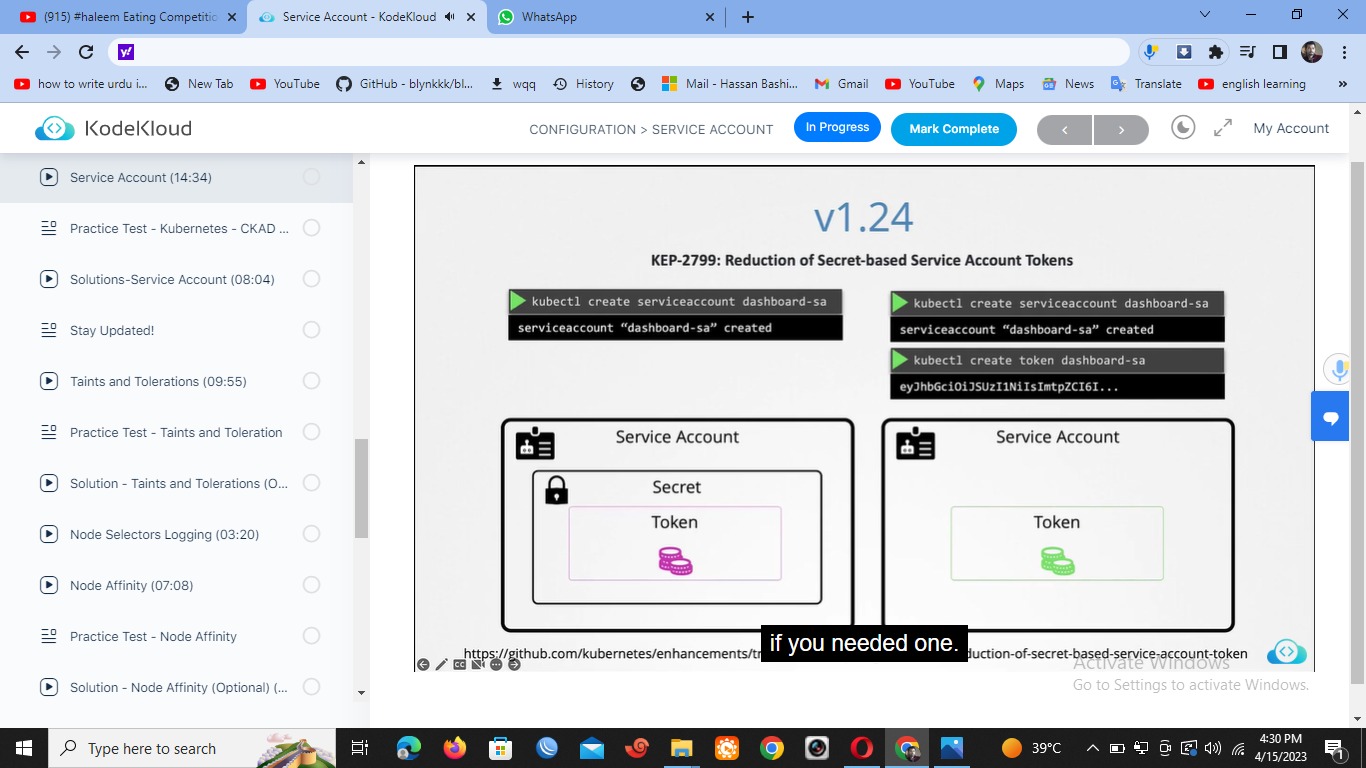 (915) #haleem Eating Competitio
Service Account - KodeKloud
WhatsApp
how to write urdu i...
New Tab
YouTube
GitHub - blynkkk/bl...
wqq
History
Mail - Hassan Bashi...
Gmail
YouTube
Maps
News
Translate
english learning
»
KodeKloud
CONFIGURATION > SERVICE ACCOUNT
In Progress
Mark Complete
My Account
Service Account (14:34)
Practice Test - Kubernetes - CKAD ...
Solutions-Service Account (08:04)
Stay Updated!
Taints and Tolerations (09:55)
Practice Test - Taints and Toleration
Solution - Taints and Tolerations (O...
Node Selectors Logging (03:20)
Node Affinity (07:08)
Practice Test - Node Affinity
Solution - Node Affinity (Optional) (...
v1.24
KEP-2799: Reduction of Secret-based Service Account Tokens
kubectl create serviceaccount dashboard-sa
serviceaccount “dashboard-sa” created
kubectl create serviceaccount dashboard-sa
serviceaccount “dashboard-sa” created
kubectl create token dashboard-sa
eyJhbGciOiJSUzI1NiIsImtpZCI6I...
Service Account
Secret
Token
Service Account
Token
if you needed one.
https://github.com/kubernetes/enhancements/tr
duction-of-secret-based-service-account-token
Activate Windows
Go to Settings to activate Windows.
Type here to search
39°C
4:30 PM
4/15/2023
1